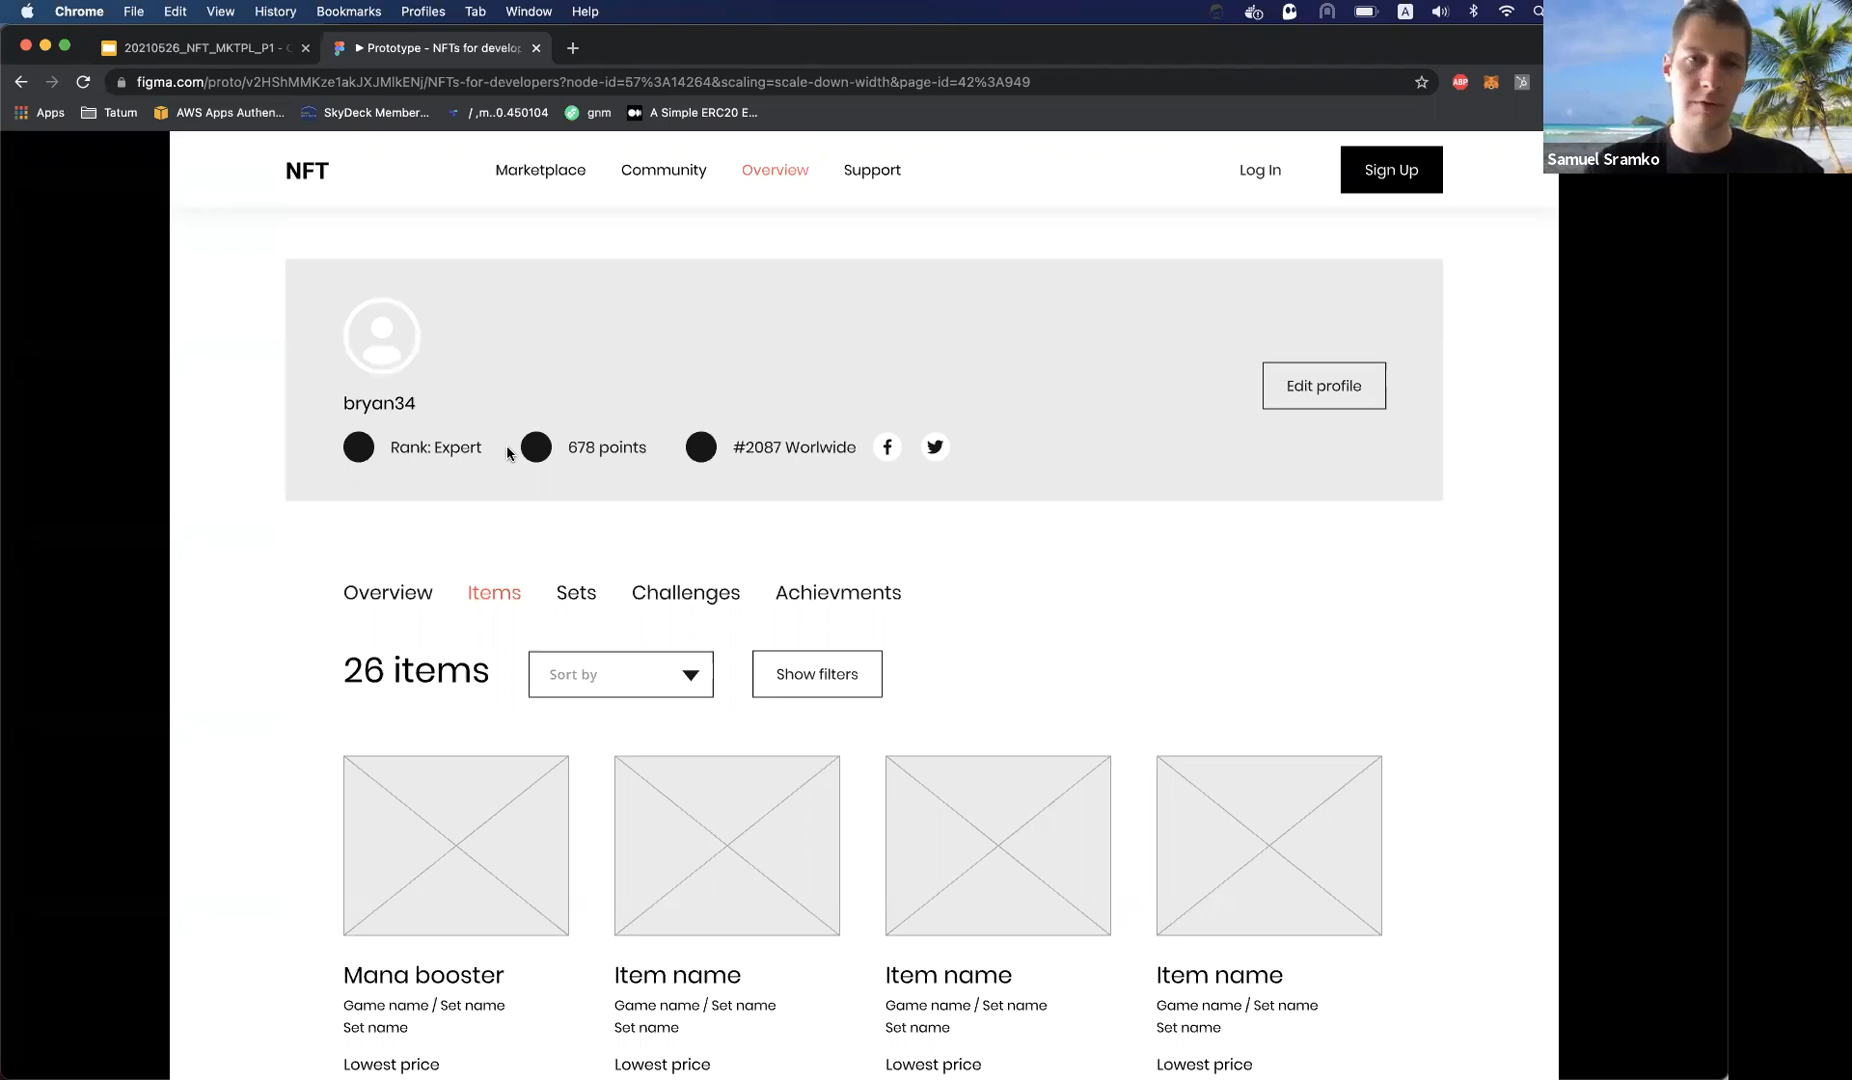 Chrome File Edit View History Bookmarks Profiles Tab Window Help A
20210526_NFT_MKTPL_P1 - Prototype - NFTs for develo
figma.com/proto/v2HShMMKze1akJXJMlkENj/NFTs-for-developers?node-id=57%3A14264&scaling=scale-down-width&page-id=42%3A949 ABP
Apps Tatum AWS Apps Authen... SkyDeck Member... / ,m..0.450104 gnm A Simple ERC20 E...
Samuel Sramko
NFT Marketplace Community Overview Support Log In Sign Up
Edit profile
bryan34
Rank: Expert 678 points #2087 Worlwide
Overview Items Sets Challenges Achievments
26 items Sort by Show filters
Mana booster Item name Item name Item name
Game name / Set name Game name / Set name Game name / Set name Game name / Set name
Set name Set name Set name Set name
Lowest price Lowest price Lowest price Lowest price